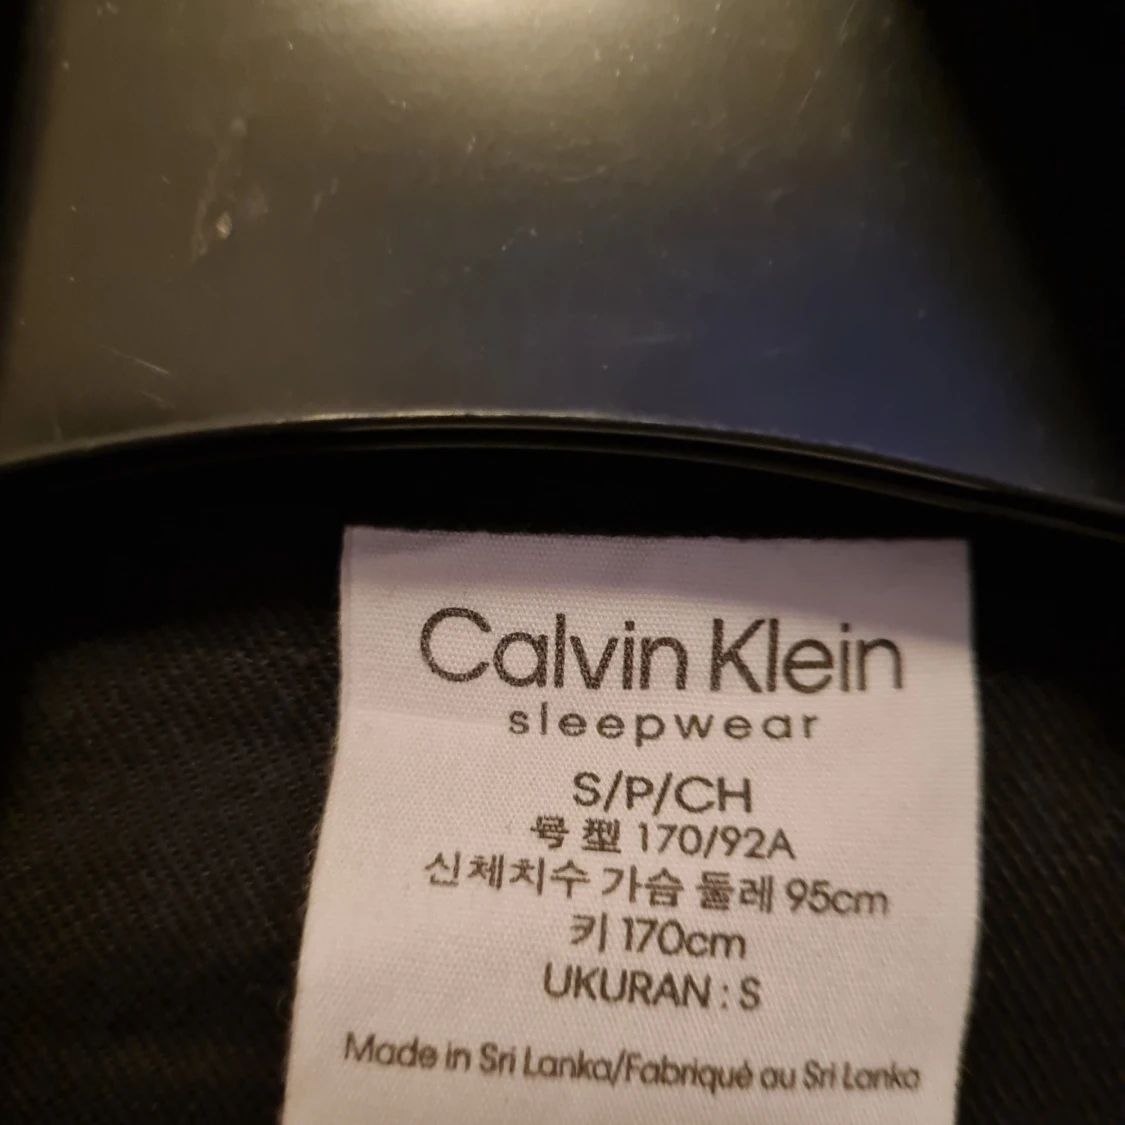 Calvin Klein
sleepwear
S/P/CH
号型 170/92A
신체치수 가슴 둘레 95cm
키 170cm
UKURAN : S
Made in Sri Lanka/Fabriqué au Sri Lanka